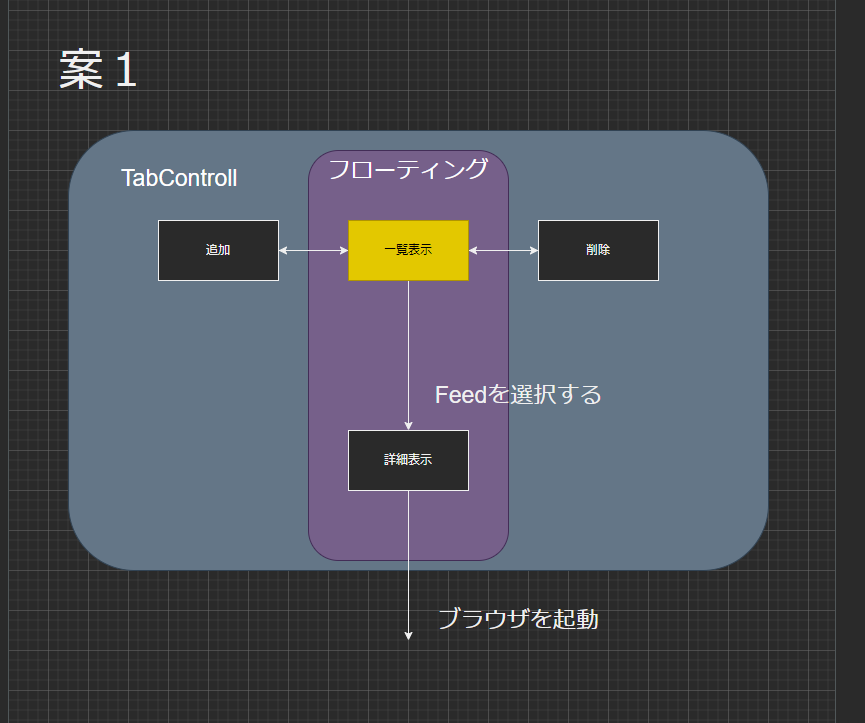 案１
フローティング
TabControll
追加
一覧表示
削除
Feedを選択する
詳細表示
ブラウザを起動